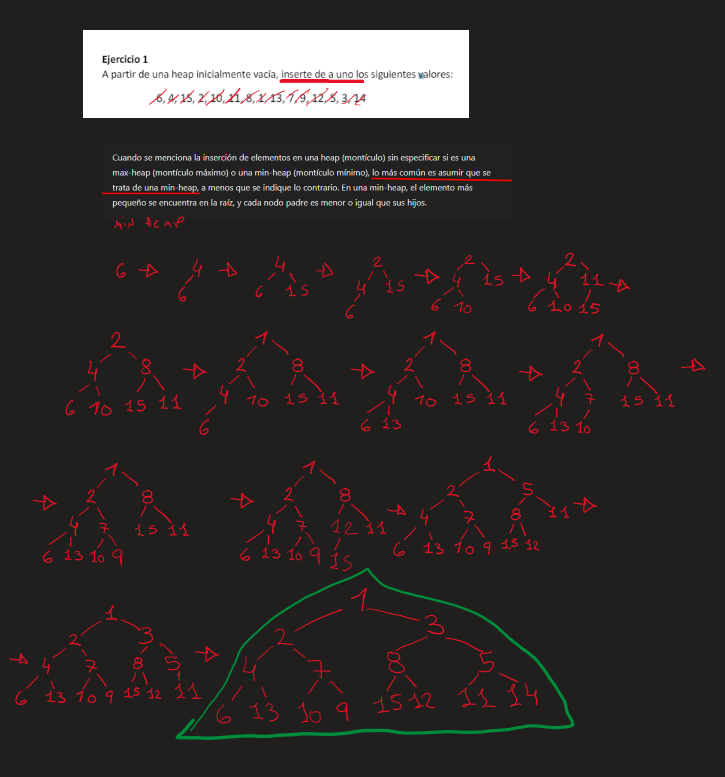 Ejercicio 1
A partir de una heap inicialmente vacía, inserte de a uno los siguientes valores:
6, 4, 15, 2, 10, 11, 8, 1, 13, 7, 9, 12, 5, 3, 14
Cuando se menciona la inserción de elementos en una heap (montículo) sin especificar si es una
max-heap (montículo máximo) o una min-heap (montículo mínimo), lo más común es asumir que se
trata de una min-heap, a menos que se indique lo contrario. En una min-heap, el elemento más
pequeño se encuentra en la raíz, y cada nodo padre es menor o igual que sus hijos.
MIN HEAP
6
4
6
4
6 15
2
4 15
6
2
4 15
6 10
2
4 11
6 10 15
2
4 8
6 10 15 11
1
2 8
4 10 15 11
6
1
2 8
4 10 15 11
6 13
1
2 8
4 7 15 11
6 13 10
1
2 8
4 7 15 11
6 13 10 9
1
2 8
4 7 12 11
6 13 10 9 15
1
2 5
4 7 8 11
6 13 10 9 15 12
1
2 3
4 7 8 5
6 13 10 9 15 12 11
1
2 3
4 7 8 5
6 13 10 9 15 12 11 14